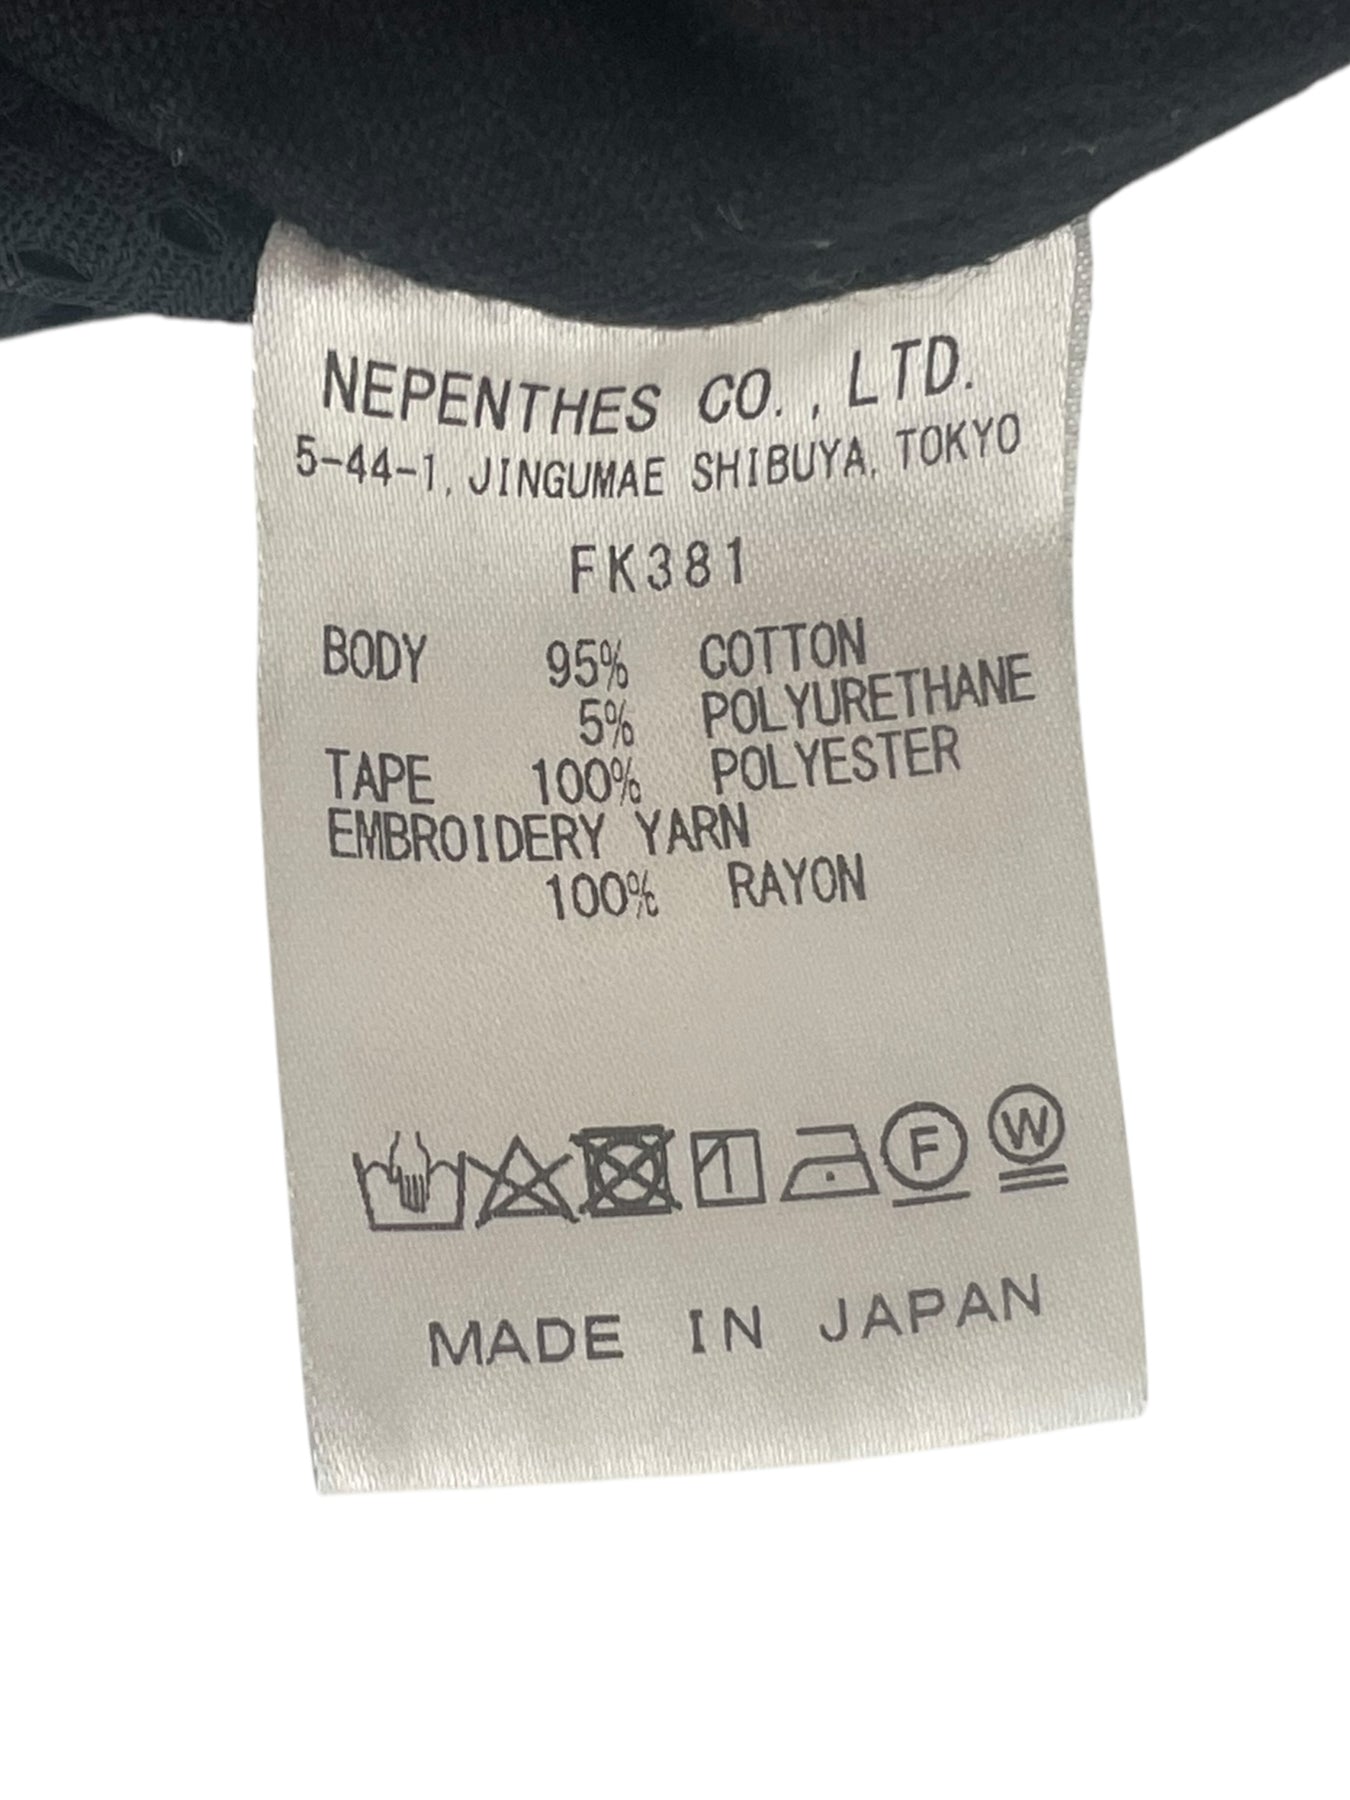 NEPENTHES CO., LTD.
5-44-1, JINGUMAE SHIBUYA, TOKYO
FK381
BODY 95% COTTON
5% POLYURETHANE
TAPE 100% POLYESTER
EMBROIDERY YARN
100% RAYON
F W
MADE IN JAPAN